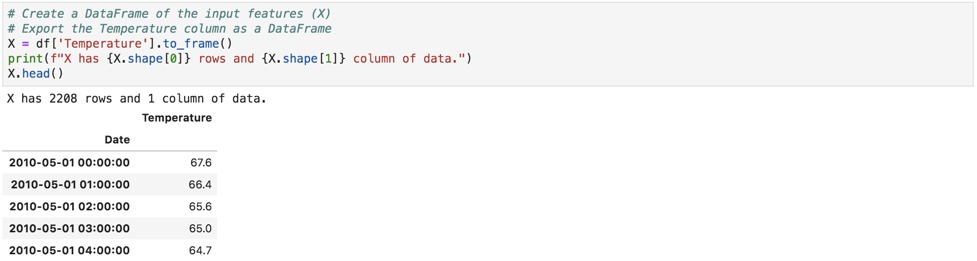 # Create a DataFrame of the input features (X)
# Export the Temperature column as a DataFrame
X = df['Temperature'].to_frame()
print(f"X has {X.shape[0]} rows and {X.shape[1]} column of data.")
X.head()
X has 2208 rows and 1 column of data.
Temperature
Date
2010-05-01 00:00:00 67.6
2010-05-01 01:00:00 66.4
2010-05-01 02:00:00 65.6
2010-05-01 03:00:00 65.0
2010-05-01 04:00:00 64.7